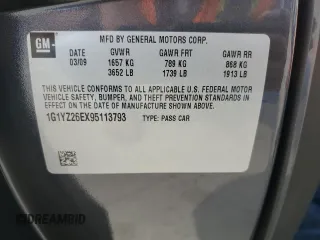 GM
MFD BY GENERAL MOTORS CORP.
DATE GVWR GAWR FRT GAWR RR
03/09 1657 KG 789 KG 868 KG
3652 LB 1739 LB 1913 LB
THIS VEHICLE CONFORMS TO ALL APPLICABLE U.S. FEDERAL MOTOR
VEHICLE SAFETY, BUMPER, AND THEFT PREVENTION STANDARDS IN
EFFECT ON THE DATE OF MANUFACTURE SHOWN ABOVE.
1G1YZ26EX95113793 TYPE: PASS CAR
DREAMBID